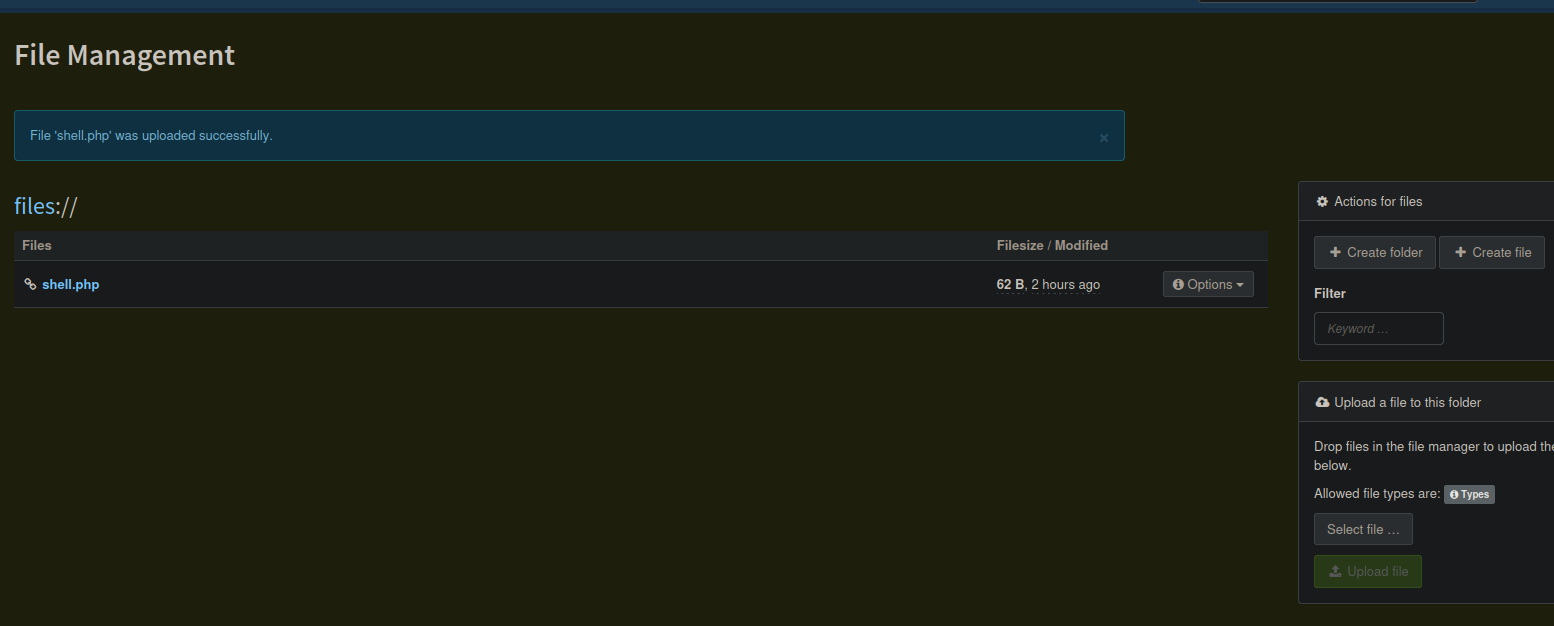 File Management
File 'shell.php' was uploaded successfully.
×
files://
Files Filesize / Modified
shell.php 62 B, 2 hours ago Options
Actions for files
Create folder Create file
Filter
Keyword …
Upload a file to this folder
Drop files in the file manager to upload the
below.
Allowed file types are: Types
Select file …
Upload file